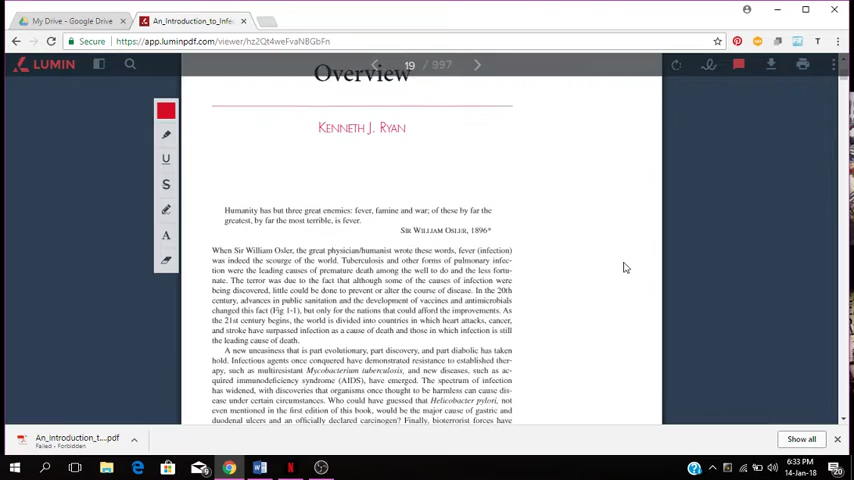 My Drive - Google Drive
An_Introduction_to_Infe
Secure
https://app.luminpdf.com/viewer/hz2Qt4weFvaNBGbFn
LUMIN
19 / 997
Overview
KENNETH J. RYAN
Humanity has but three great enemies: fever, famine and war; of these by far the
greatest, by far the most terrible, is fever.
SIR WILLIAM OSLER, 1896*
When Sir William Osler, the great physician/humanist wrote these words, fever (infection)
was indeed the scourge of the world. Tuberculosis and other forms of pulmonary infec-
tion were the leading causes of premature death among the well to do and the less fortu-
nate. The terror was due to the fact that although some of the causes of infection were
being discovered, little could be done to prevent or alter the course of disease. In the 20th
century, advances in public sanitation and the development of vaccines and antimicrobials
changed this fact (Fig 1-1), but only for the nations that could afford the improvements. As
the 21st century begins, the world is divided into countries in which heart attacks, cancer,
and stroke have surpassed infection as a cause of death and those in which infection is still
the leading cause of death.
A new uneasiness that is part evolutionary, part discovery, and part diabolic has taken
hold. Infectious agents once conquered have demonstrated resistance to established ther-
apy, such as multiresistant Mycobacterium tuberculosis, and new diseases, such as ac-
quired immunodeficiency syndrome (AIDS), have emerged. The spectrum of infection
has widened, with discoveries that organisms once thought to be harmless can cause dis-
ease under certain circumstances. Who could have guessed that Helicobacter pylori, not
even mentioned in the first edition of this book, would be the major cause of gastric and
duodenal ulcers and an officially declared carcinogen? Finally, bioterrorist forces have
U
S
A
An_Introduction_t....pdf
Failed - Forbidden
Show all
6:33 PM
14-Jan-18
20